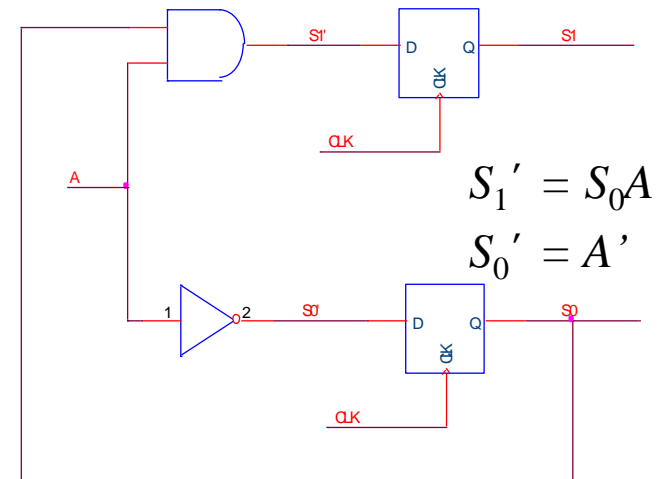 S1' D Q S1
CLK
CLK
A
S₁′ = S₀A
S₀′ = A’
1 2 S0' D Q S0
CLK
CLK